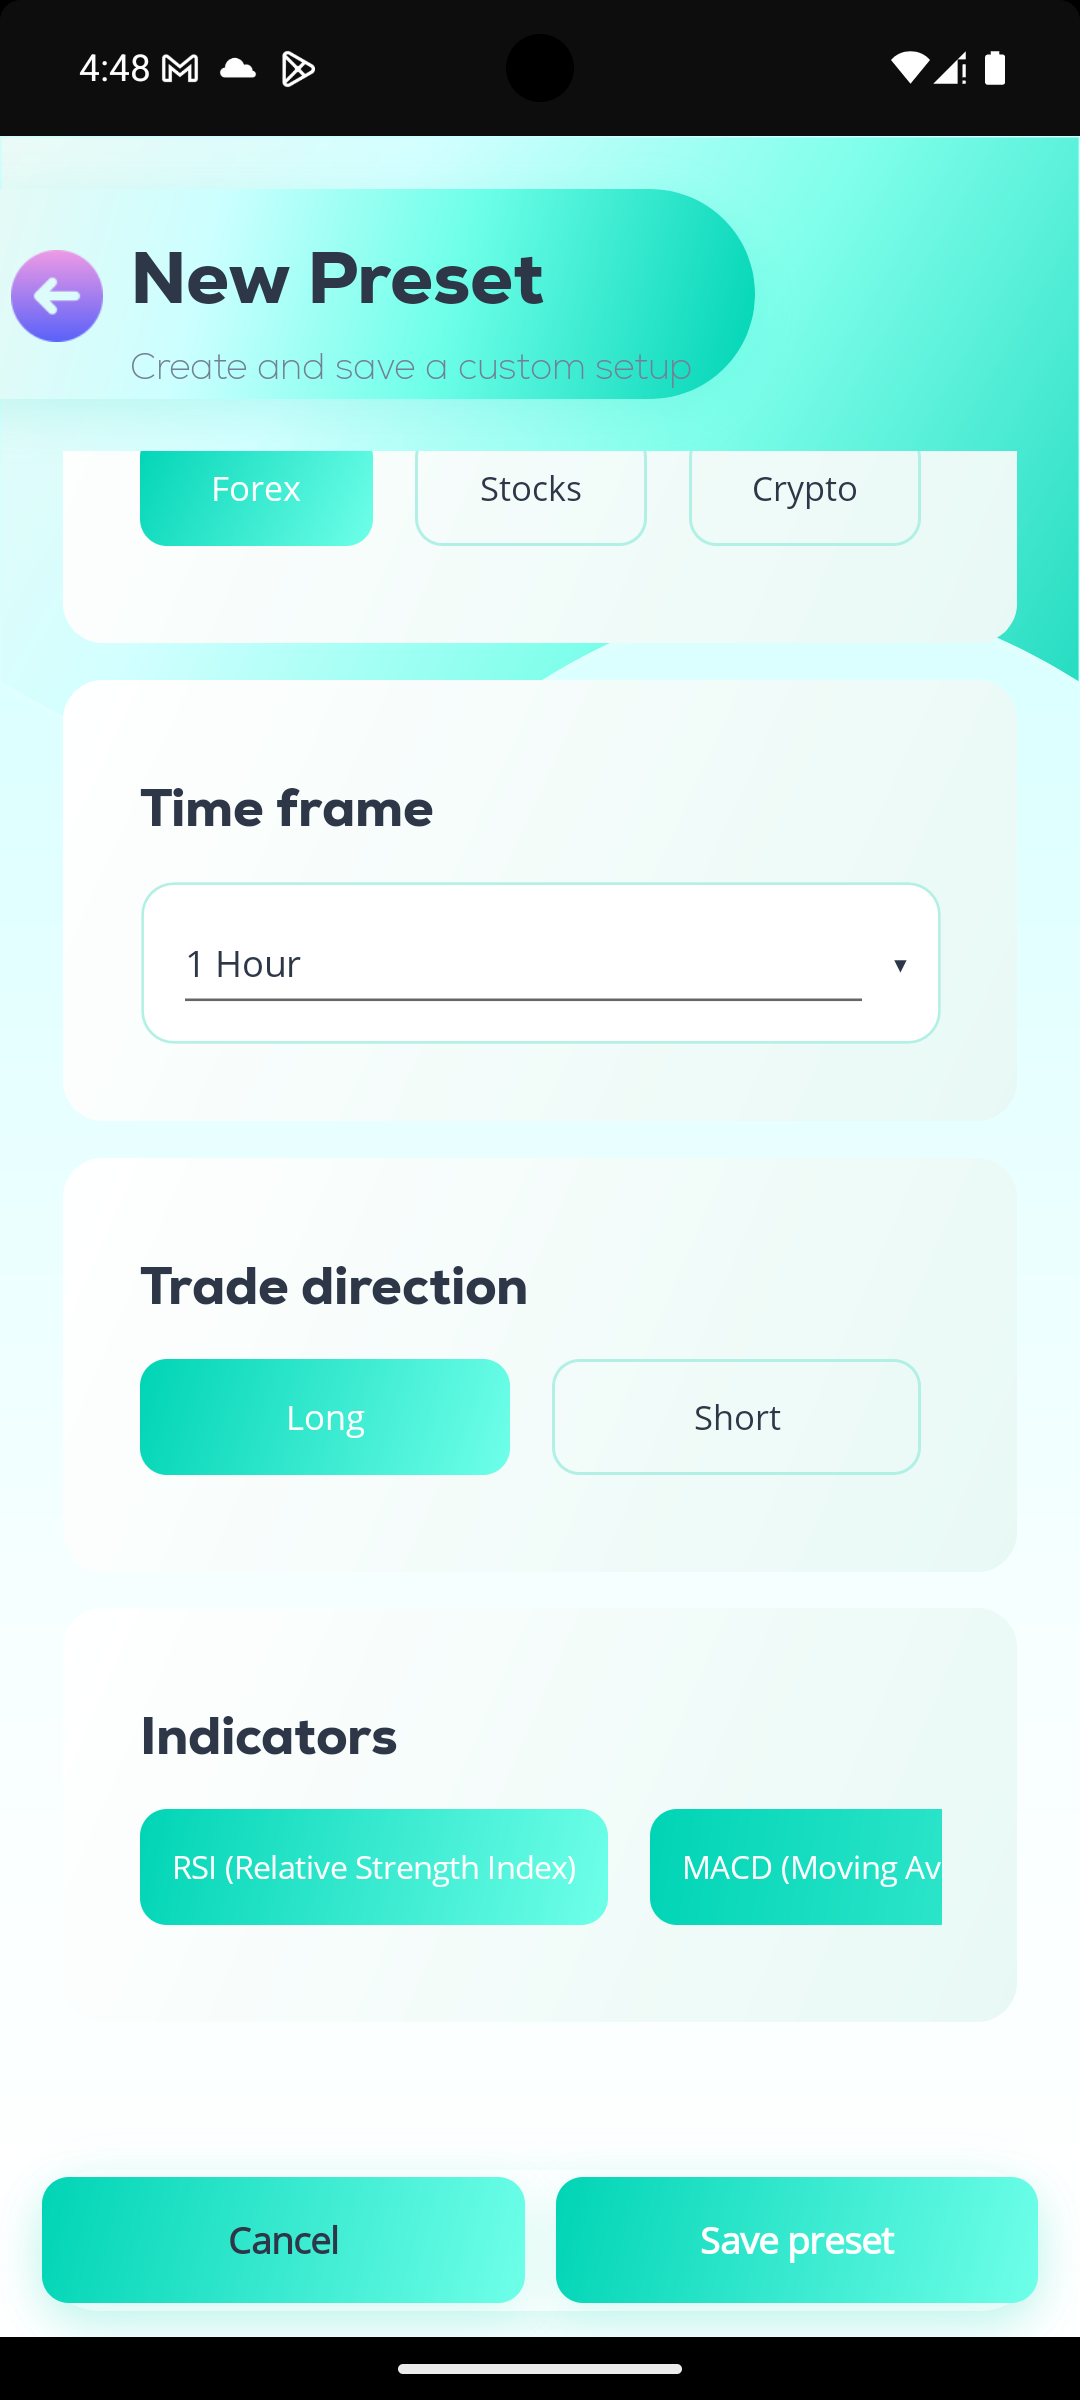 4:48
New Preset
Create and save a custom setup
Forex
Stocks
Crypto
Time frame
1 Hour
Trade direction
Long
Short
Indicators
RSI (Relative Strength Index)
MACD (Moving Av
Cancel
Save preset